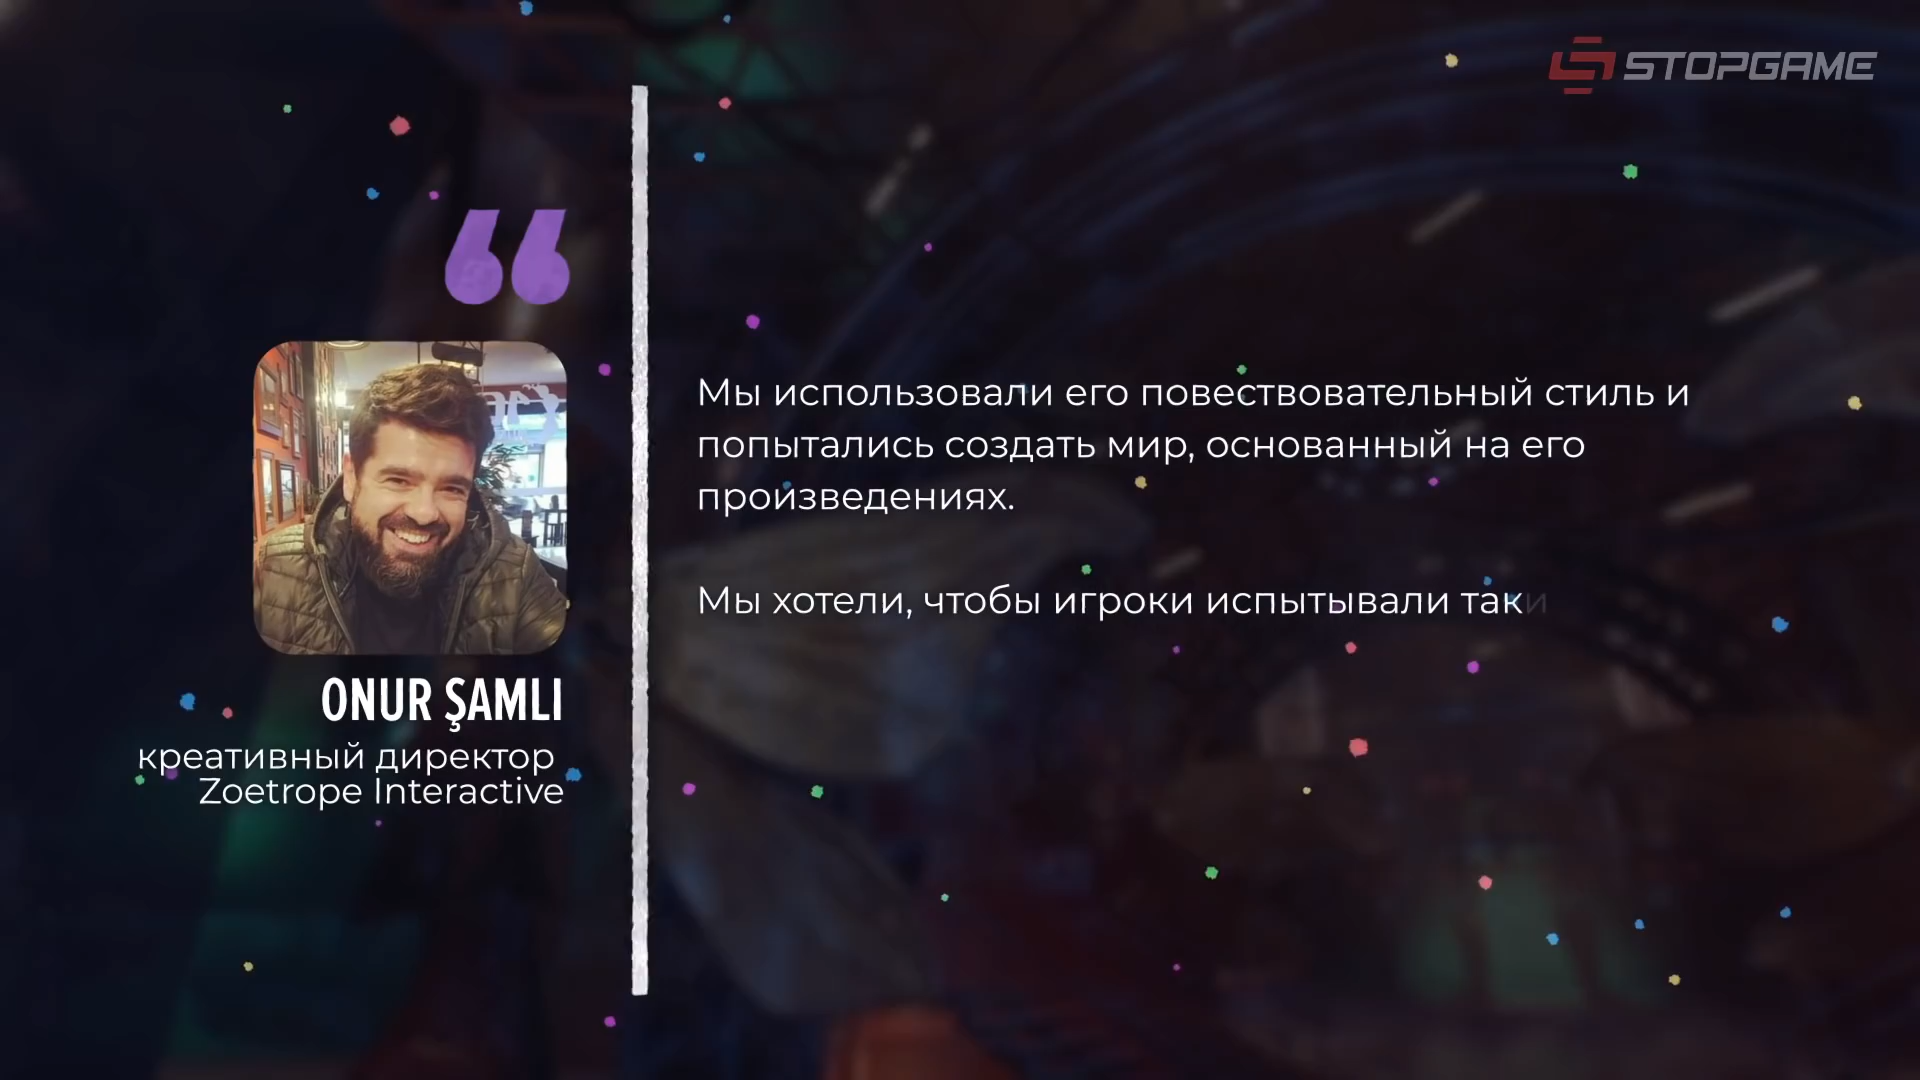 STOPGAME
Мы использовали его повествовательный стиль и
попытались создать мир, основанный на его
произведениях.
Мы хотели, чтобы игроки испытывали таки
ONUR ŞAMLI
креативный директор
Zoetrope Interactive